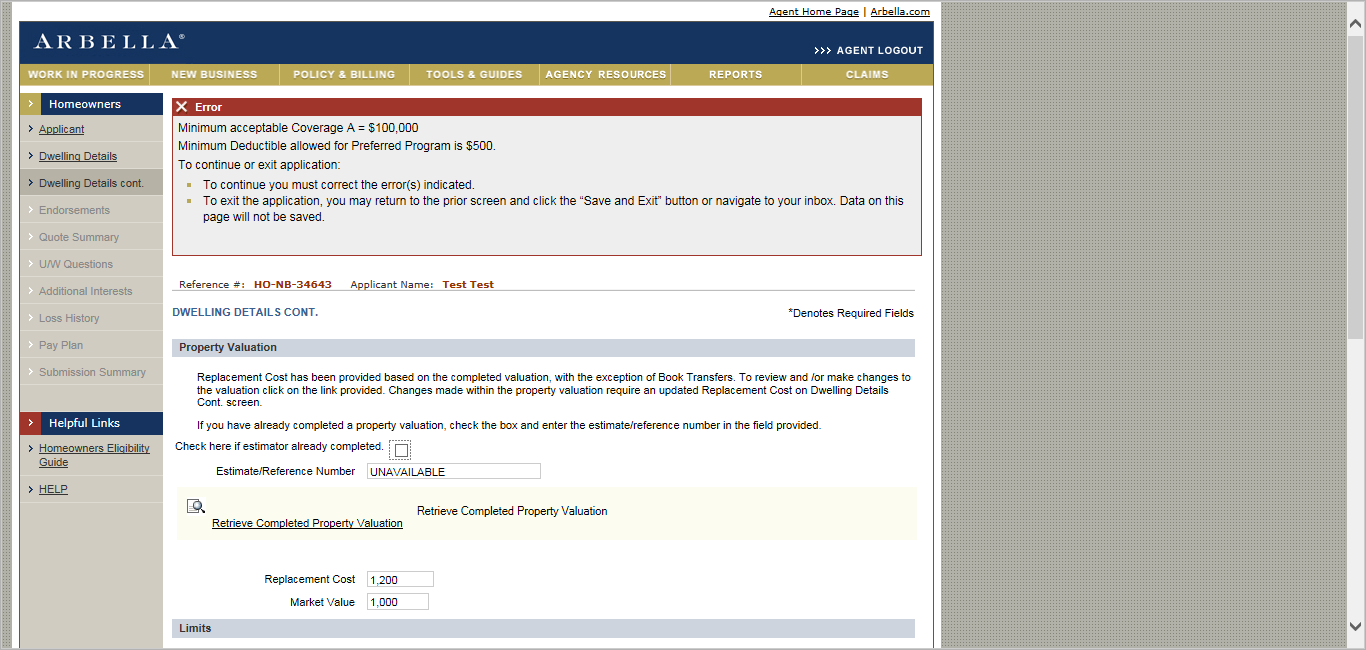 Agent Home Page | Arbella.com
ARBELLA®
>>> AGENT LOGOUT
WORK IN PROGRESS NEW BUSINESS POLICY & BILLING TOOLS & GUIDES AGENCY RESOURCES REPORTS CLAIMS
Homeowners
Applicant
Dwelling Details
Dwelling Details cont.
Endorsements
Quote Summary
U/W Questions
Additional Interests
Loss History
Pay Plan
Submission Summary
Helpful Links
Homeowners Eligibility
Guide
HELP
Error
Minimum acceptable Coverage A = $100,000
Minimum Deductible allowed for Preferred Program is $500.
To continue or exit application:
To continue you must correct the error(s) indicated.
To exit the application, you may return to the prior screen and click the “Save and Exit” button or navigate to your inbox. Data on this
page will not be saved.
Reference #: HO-NB-34643 Applicant Name: Test Test
DWELLING DETAILS CONT.
*Denotes Required Fields
Property Valuation
Replacement Cost has been provided based on the completed valuation, with the exception of Book Transfers. To review and /or make changes to
the valuation click on the link provided. Changes made within the property valuation require an updated Replacement Cost on Dwelling Details
Cont. screen.
If you have already completed a property valuation, check the box and enter the estimate/reference number in the field provided.
Check here if estimator already completed.
Estimate/Reference Number UNAVAILABLE
Retrieve Completed Property Valuation
Retrieve Completed Property Valuation
Replacement Cost 1,200
Market Value 1,000
Limits